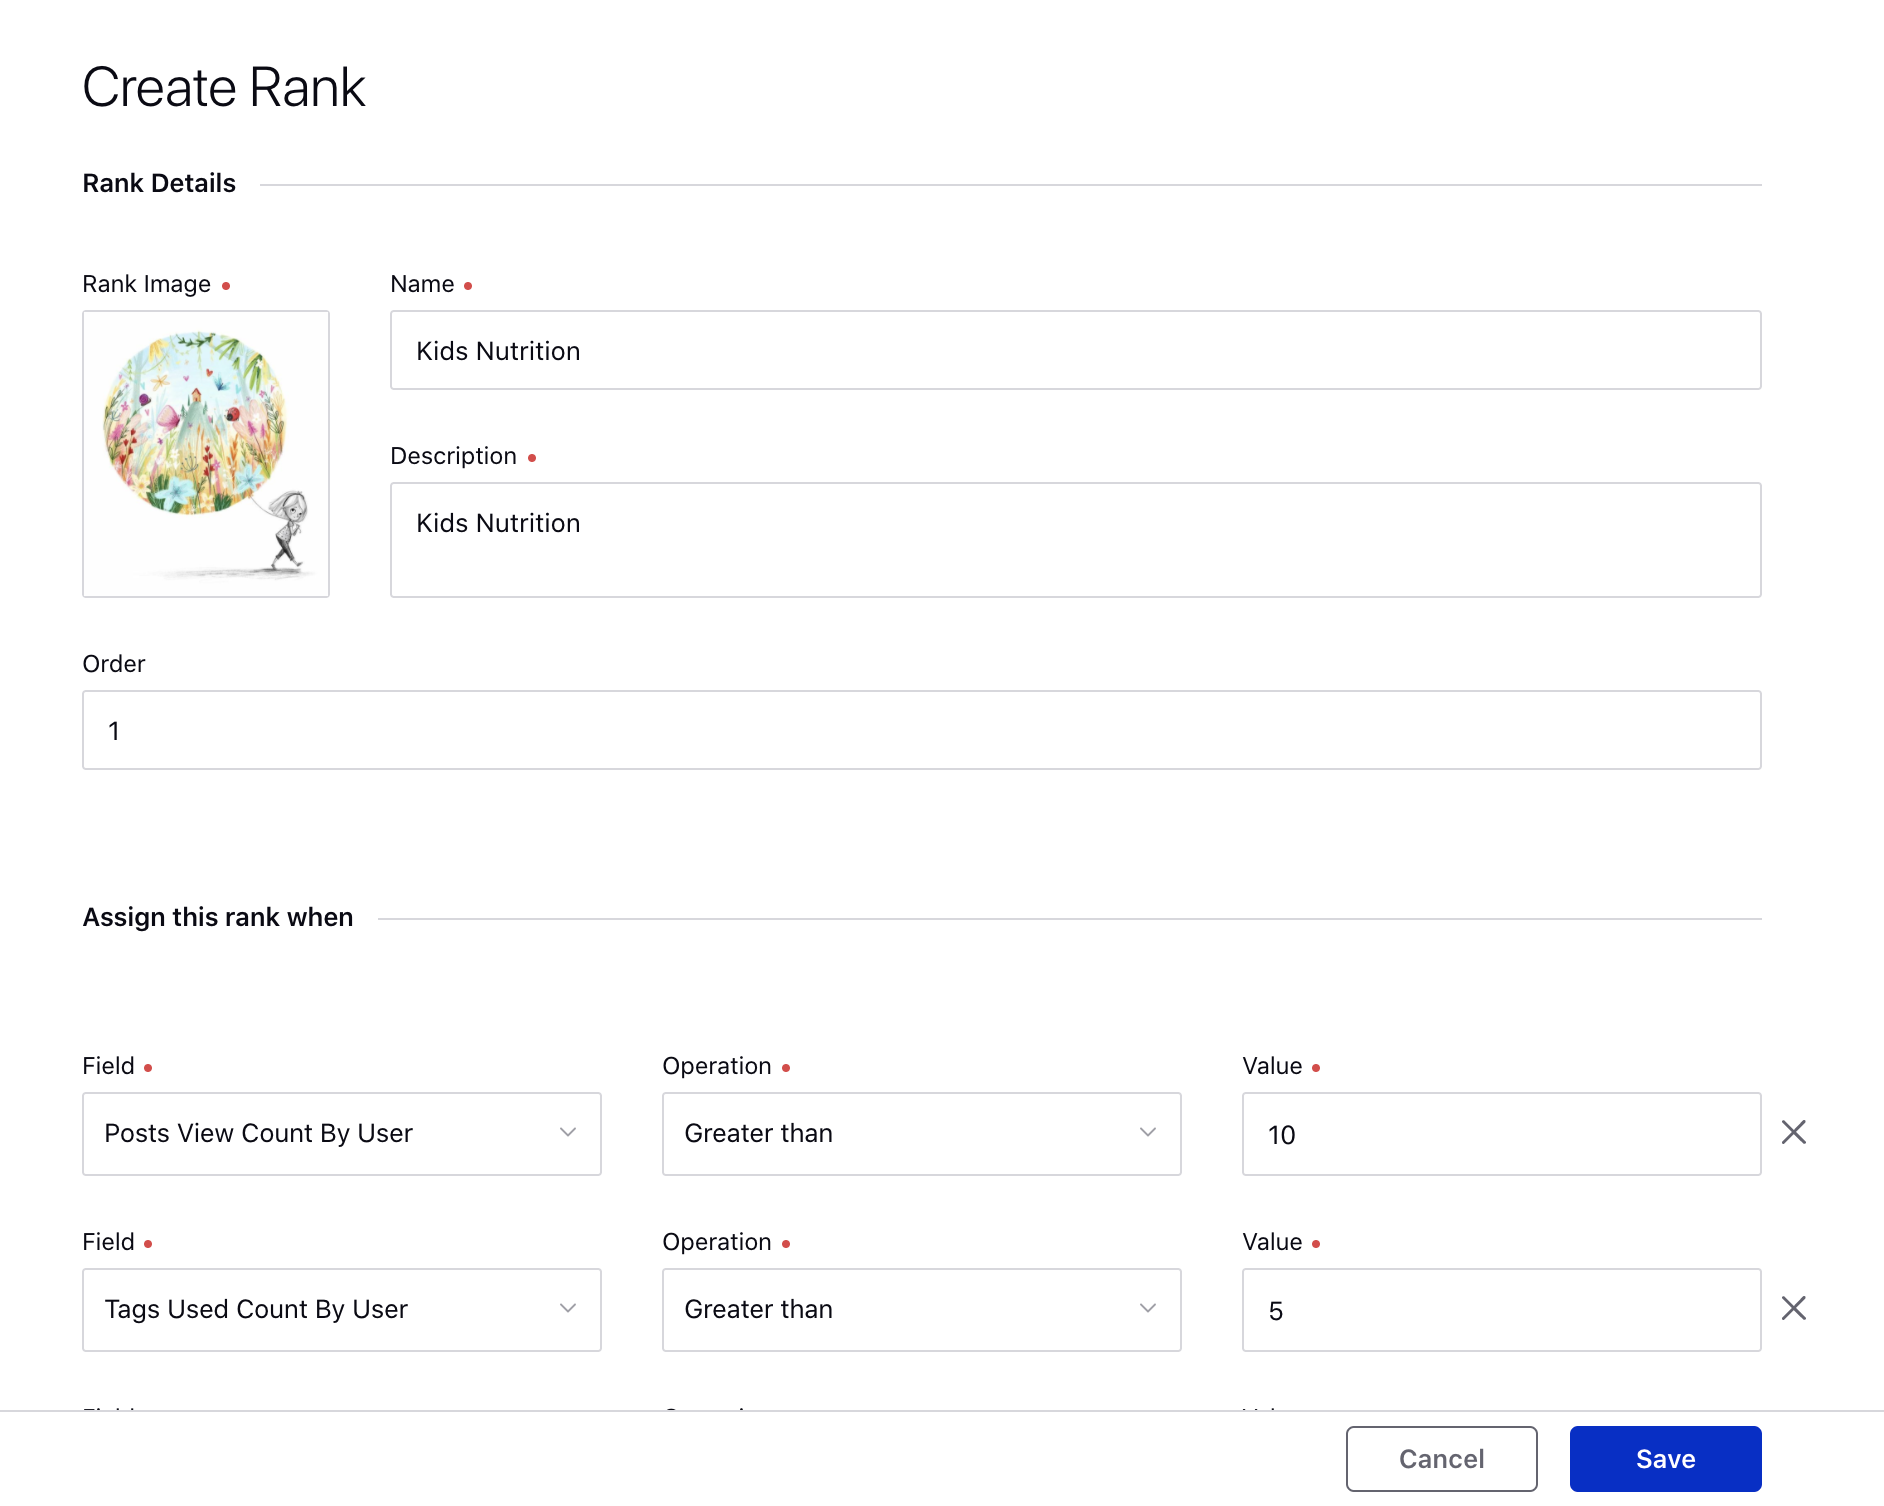 Create Rank
Rank Details
Rank Image
Name
Kids Nutrition
Description
Kids Nutrition
Order
1
Assign this rank when
Field
Operation
Value
Posts View Count By User
Greater than
10
Field
Operation
Value
Tags Used Count By User
Greater than
5
Cancel
Save